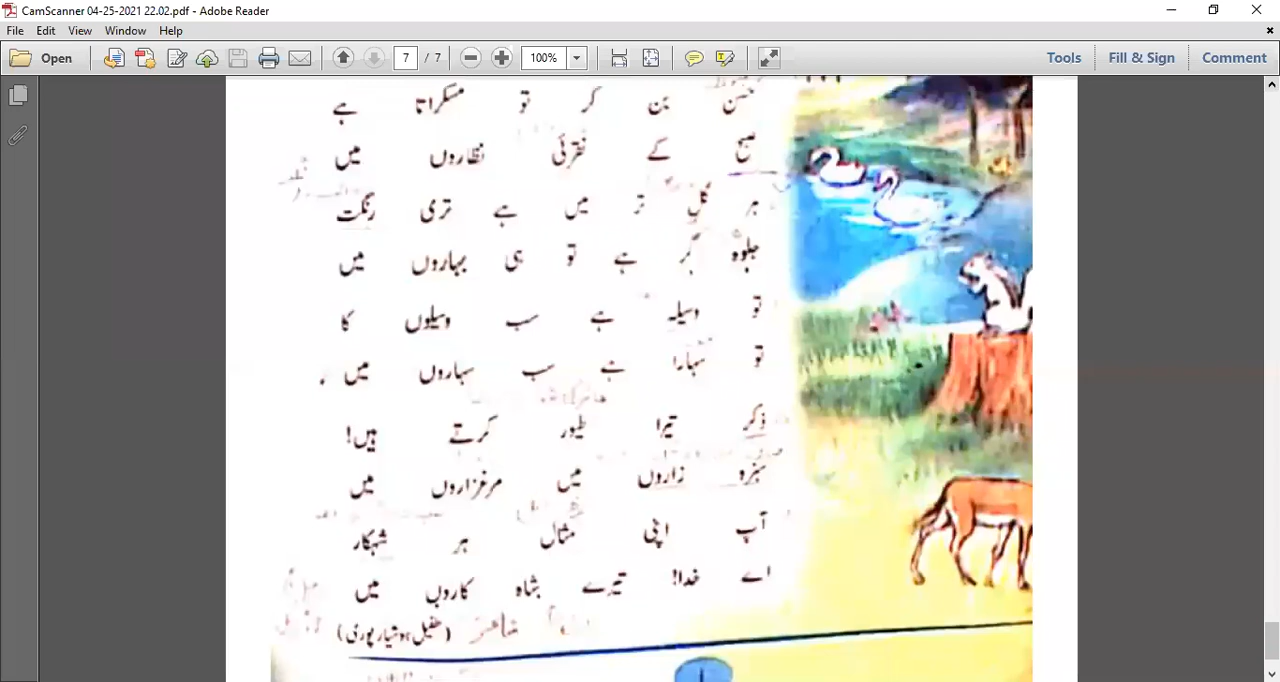 CamScanner 04-25-2021 22.02.pdf - Adobe Reader
File Edit View Window Help
Open 7 / 7 100% Tools Fill & Sign Comment
حسن بن کر تو مسکراتا ہے
صبح کے نقرئی نظاروں میں
ہر گلِ تر میں ہے تری رنگت
جلوہ گر ہے تو ہی بہاروں میں
تو وسیلہ ہے سب وسیلوں کا
تو سہارا ہے سب سہاروں میں
ذکر تیرا طیور کرتے ہیں!
سبزہ زاروں میں مرغزاروں میں
آپ اپنی مثال ہر شہکار
اے خدا! تیرے شاہ کاروں میں
شاعر (طفیل ہوشیارپوری)
1